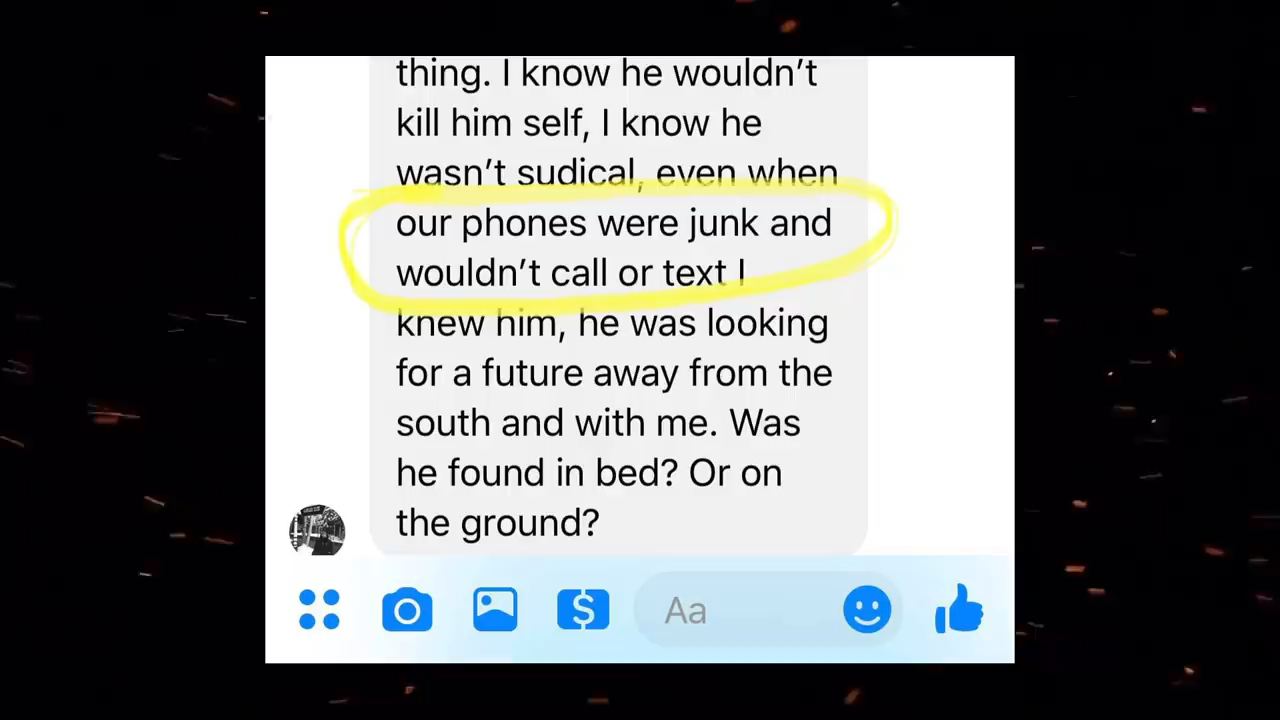 thing. I know he wouldn't
kill him self, I know he
wasn't sudical, even when
our phones were junk and
wouldn't call or text I
knew him, he was looking
for a future away from the
south and with me. Was
he found in bed? Or on
the ground?
Aa